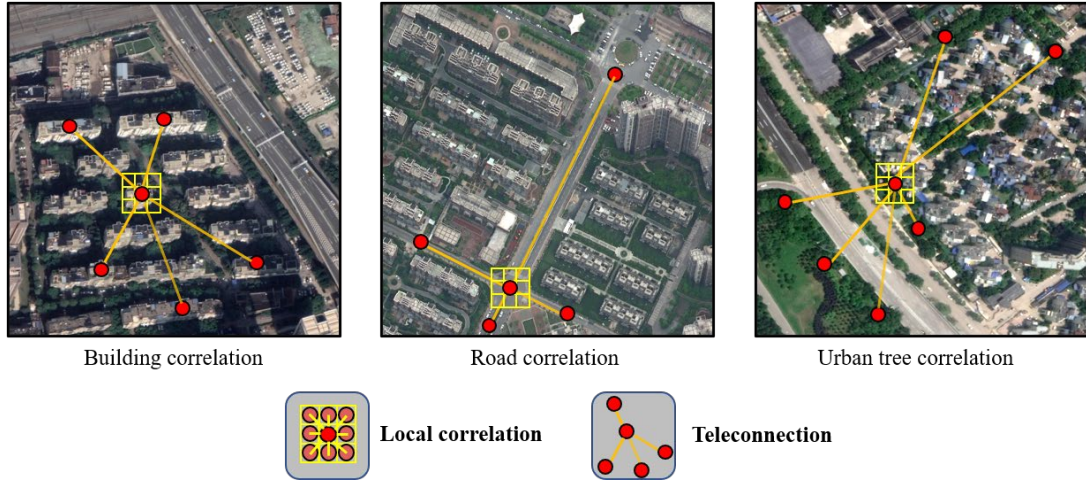 Building correlation
Road correlation
Urban tree correlation
Local correlation
Teleconnection